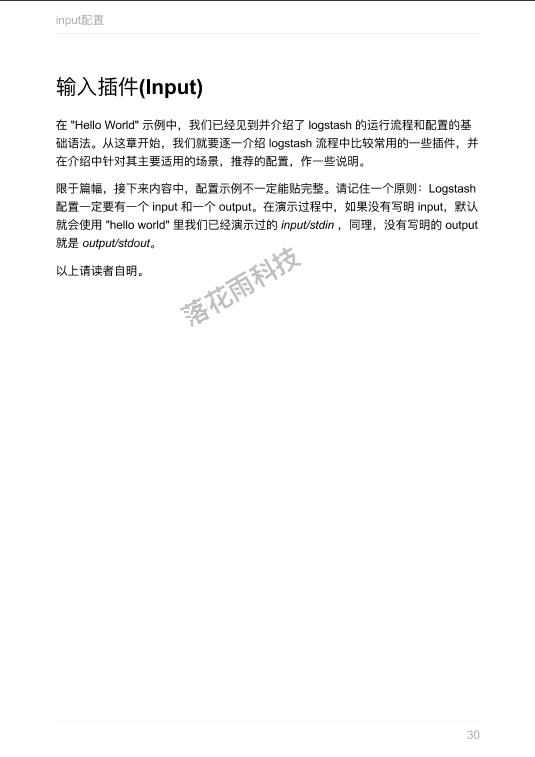 input配置
输入插件(Input)
在 "Hello World" 示例中，我们已经见到并介绍了 logstash 的运行流程和配置的基
础语法。从这章开始，我们就要逐一介绍 logstash 流程中比较常用的一些插件，并
在介绍中针对其主要适用的场景，推荐的配置，作一些说明。
限于篇幅，接下来内容中，配置示例不一定能贴完整。请记住一个原则：Logstash
配置一定要有一个 input 和一个 output。在演示过程中，如果没有写明 input，默认
就会使用 "hello world" 里我们已经演示过的 input/stdin ，同理，没有写明的 output
就是 output/stdout。
以上请读者自明。
落花雨科技
30